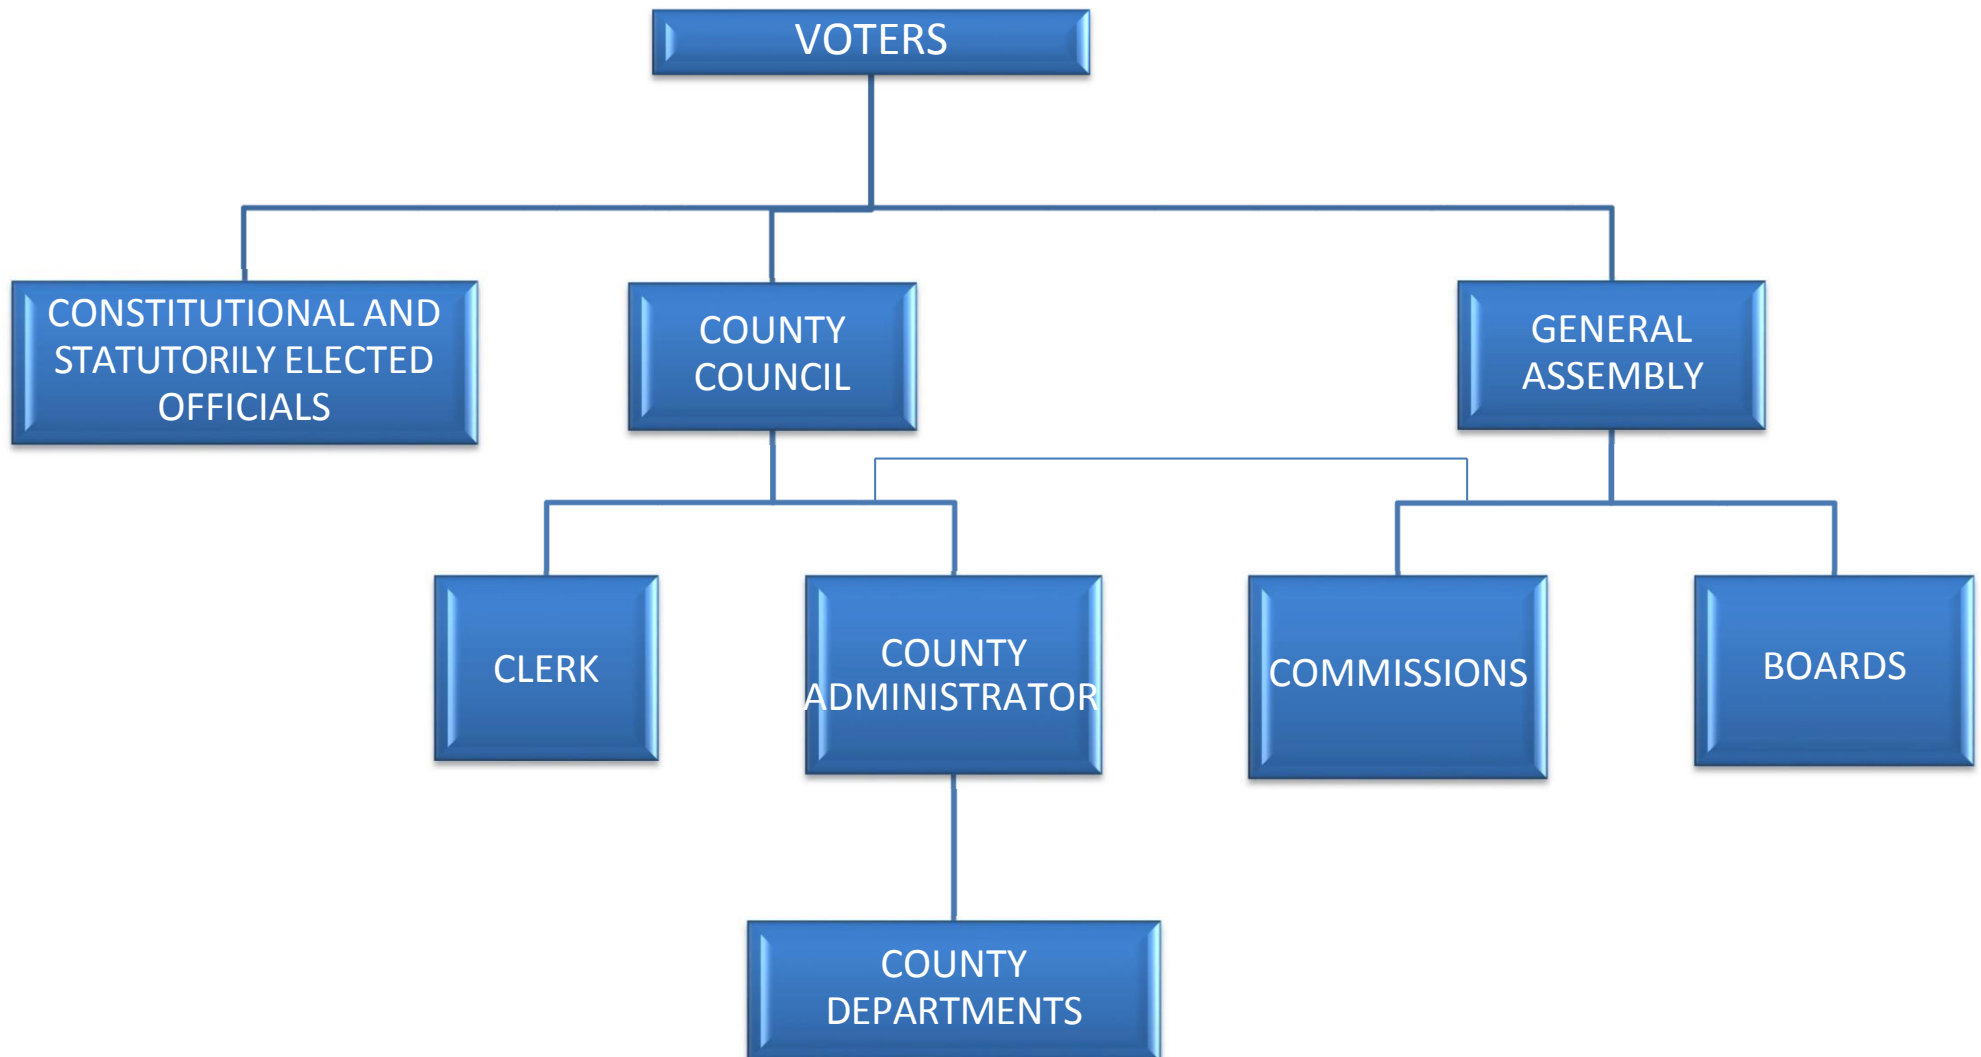 VOTERS
CONSTITUTIONAL AND
STATUTORILY ELECTED
OFFICIALS
COUNTY
COUNCIL
GENERAL
ASSEMBLY
CLERK
COUNTY
ADMINISTRATOR
COMMISSIONS
BOARDS
COUNTY
DEPARTMENTS